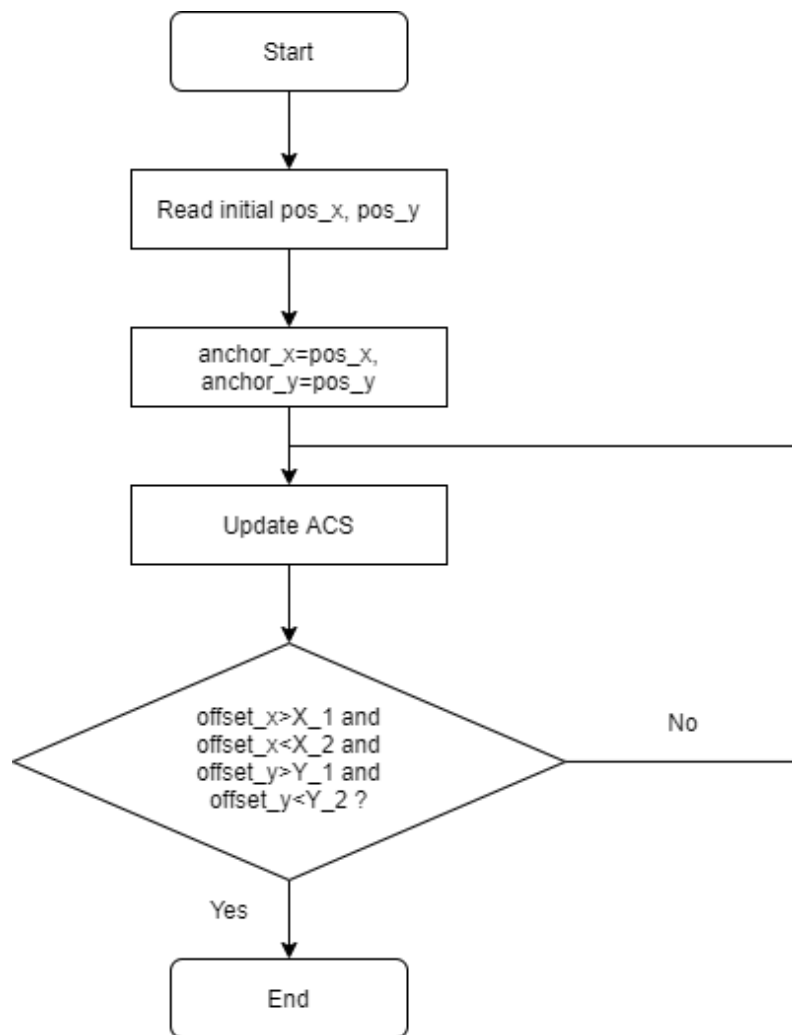 Start
Read initial pos_x, pos_y
anchor_x=pos_x,
anchor_y=pos_y
Update ACS
offset_x>X_1 and
offset_x<X_2 and
offset_y>Y_1 and
offset_y<Y_2 ?
No
Yes
End